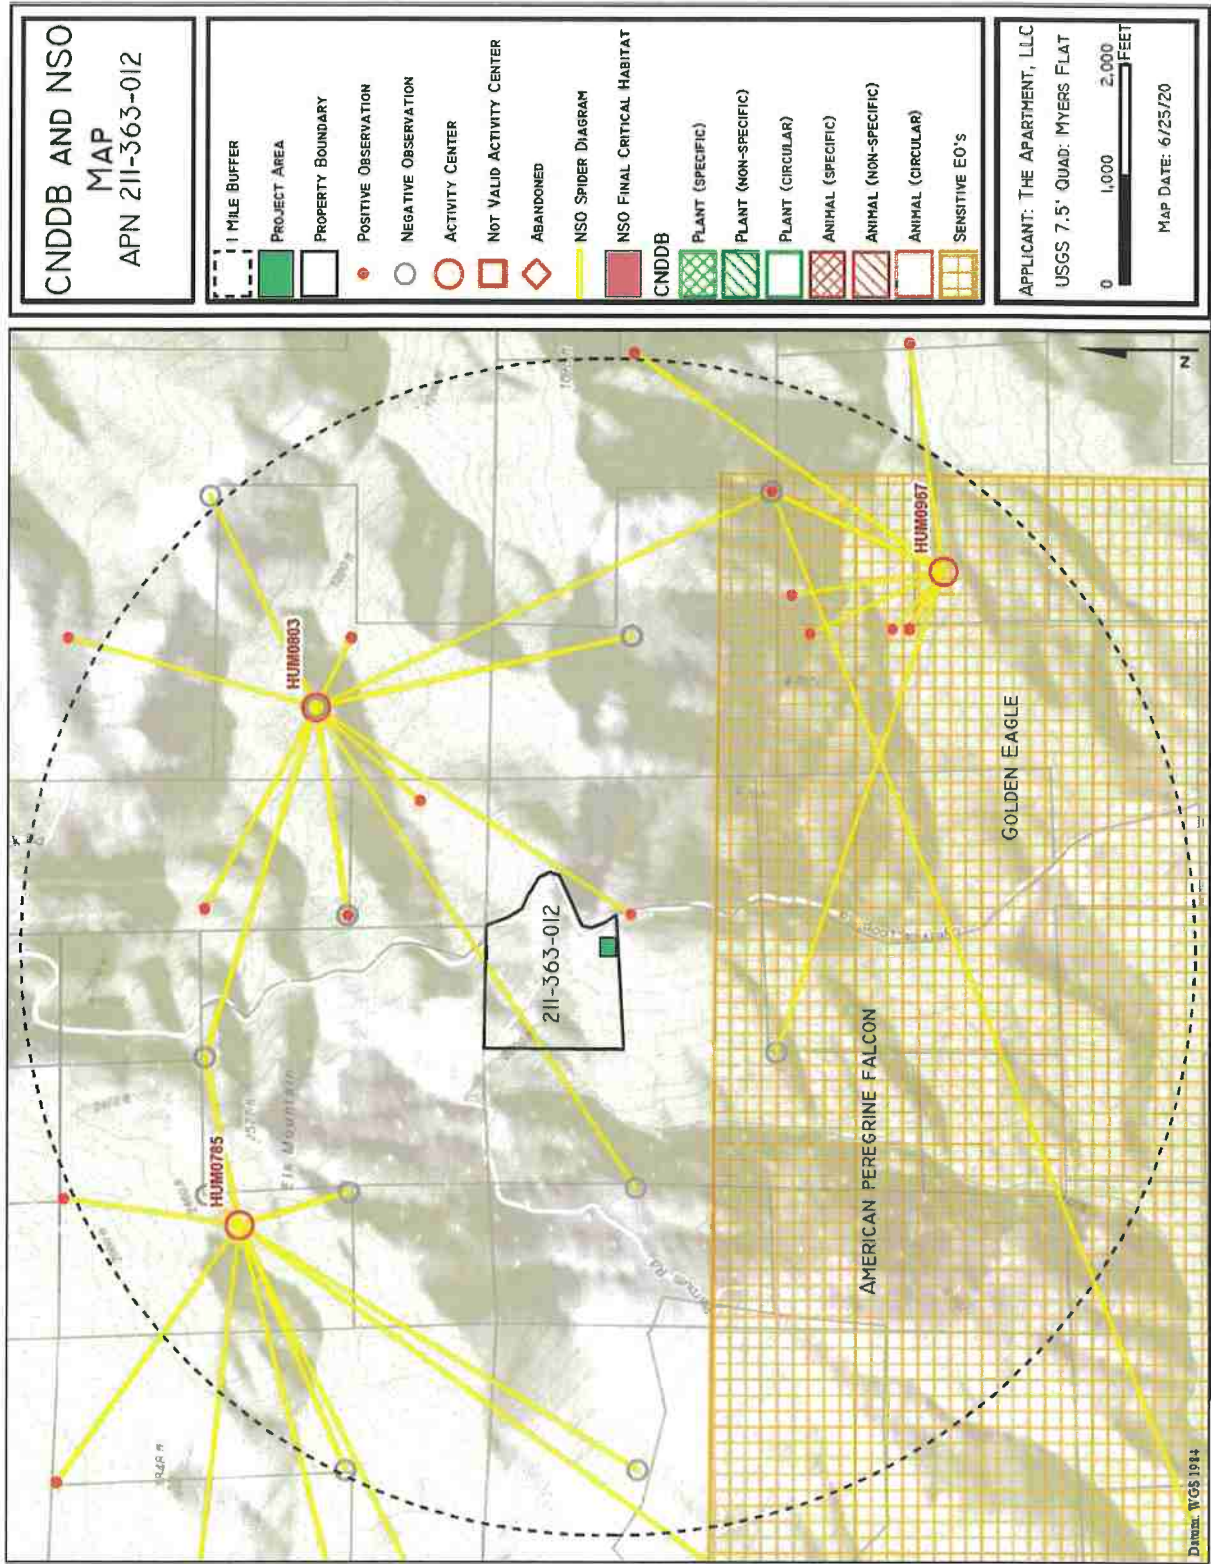 CNDDB AND NSO
MAP
APN 211-363-012
1 MILE BUFFER
PROJECT AREA
PROPERTY BOUNDARY
POSITIVE OBSERVATION
NEGATIVE OBSERVATION
ACTIVITY CENTER
NOT VALID ACTIVITY CENTER
ABANDONED
NSO SPIDER DIAGRAM
NSO FINAL CRITICAL HABITAT
CNDDB
PLANT (SPECIFIC)
PLANT (NON-SPECIFIC)
PLANT (CIRCULAR)
ANIMAL (SPECIFIC)
ANIMAL (NON-SPECIFIC)
ANIMAL (CIRCULAR)
SENSITIVE EO's
APPLICANT: THE APARTMENT, LLC
USGS 7.5' QUAD: MYERS FLAT
0 1,000 2,000
FEET
MAP DATE: 6/25/20
HUM0785
HUM0803
HUM0967
Elk Mountain
211-363-012
AMERICAN PEREGRINE FALCON
GOLDEN EAGLE
N
Datum: WGS 1984